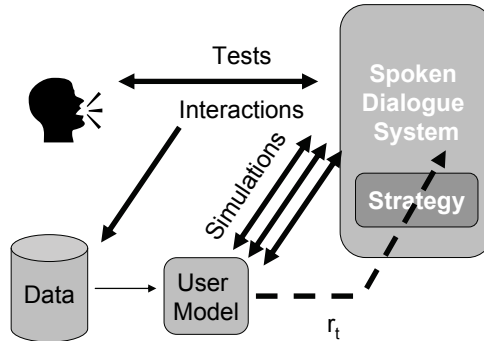 Tests
Interactions
Spoken
Dialogue
System
Simulations
Strategy
Data
User
Model
r_t